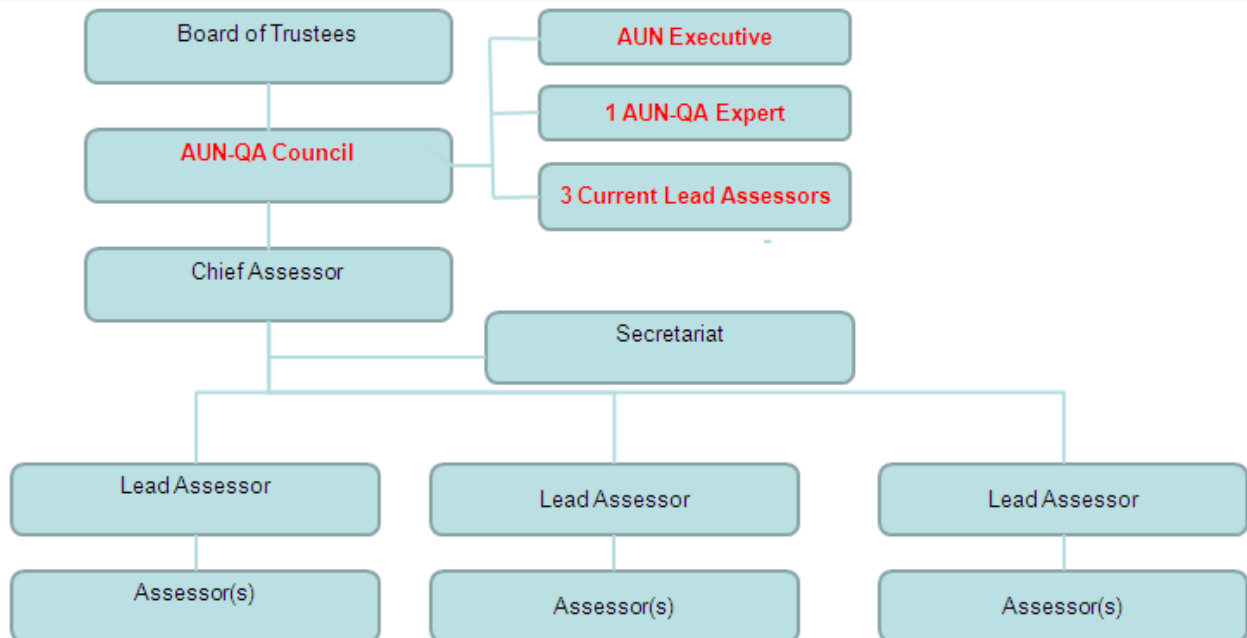 Board of Trustees
AUN Executive
1 AUN-QA Expert
AUN-QA Council
3 Current Lead Assessors
Chief Assessor
Secretariat
Lead Assessor
Lead Assessor
Lead Assessor
Assessor(s)
Assessor(s)
Assessor(s)